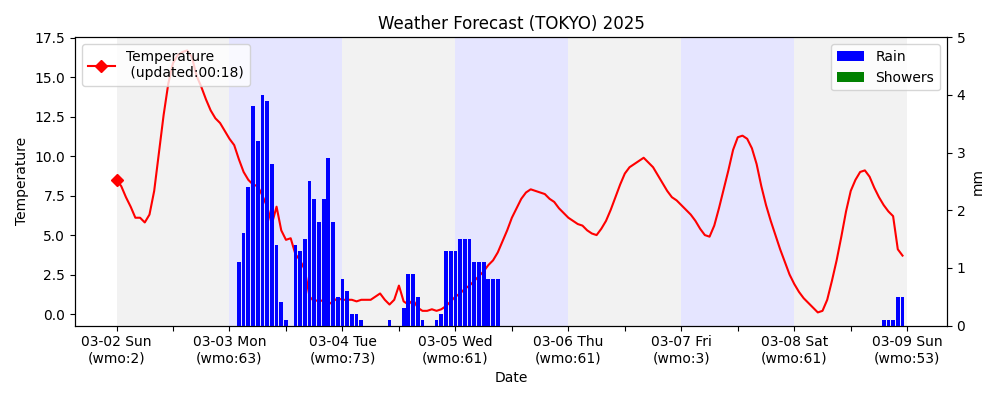 Weather Forecast (TOKYO) 2025
Temperature
(updated:00:18)
Rain
Showers
17.5
15.0
12.5
10.0
7.5
5.0
2.5
0.0
Temperature
5
4
3
2
1
0
mm
03-02 Sun
(wmo:2)
03-03 Mon
(wmo:63)
03-04 Tue
(wmo:73)
03-05 Wed
(wmo:61)
03-06 Thu
(wmo:61)
03-07 Fri
(wmo:3)
03-08 Sat
(wmo:61)
03-09 Sun
(wmo:53)
Date